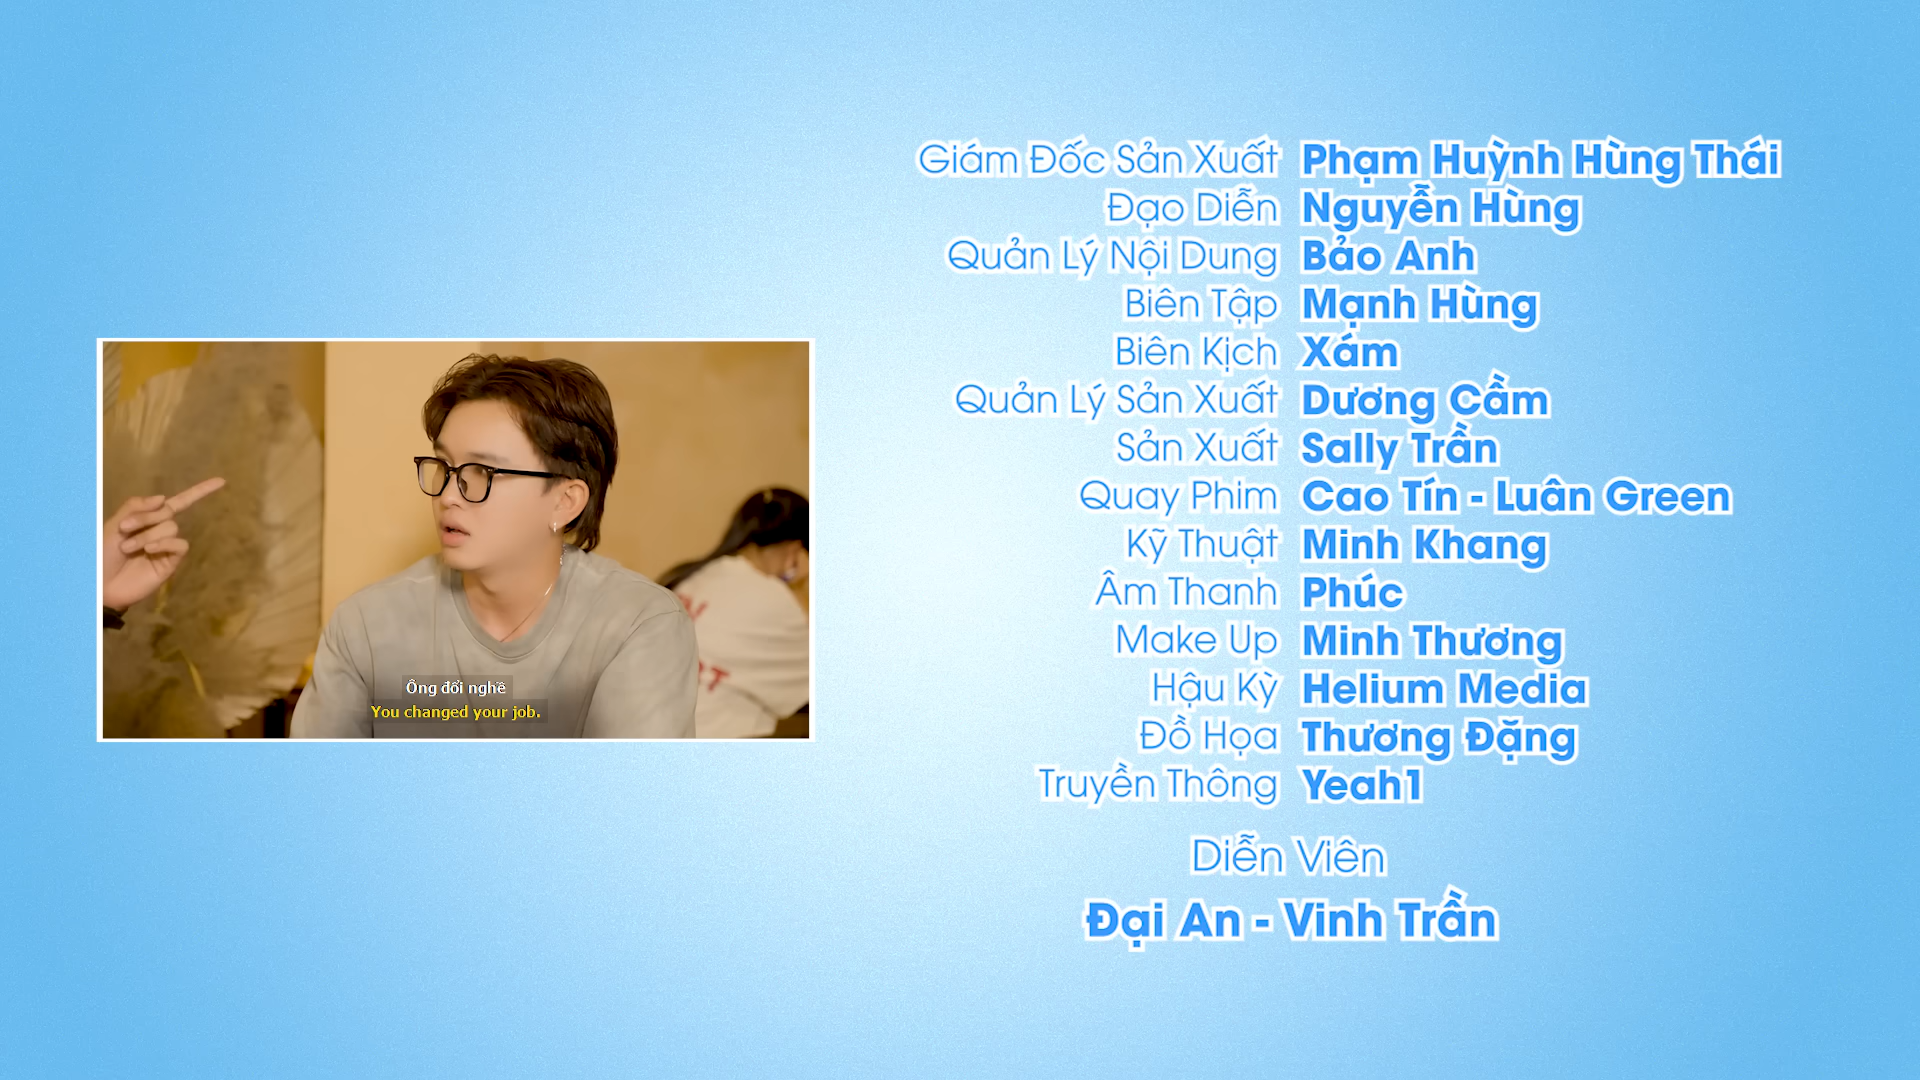 Giám Đốc Sản Xuất Phạm Huỳnh Hùng Thái
Đạo Diễn Nguyễn Hùng
Quản Lý Nội Dung Bảo Anh
Biên Tập Mạnh Hùng
Biên Kịch Xám
Quản Lý Sản Xuất Dương Cầm
Sản Xuất Sally Trần
Quay Phim Cao Tín - Luân Green
Kỹ Thuật Minh Khang
Âm Thanh Phúc
Make Up Minh Thương
Hậu Kỳ Helium Media
Đồ Họa Thương Đặng
Truyền Thông Yeah1
Diễn Viên
Đại An - Vinh Trần
Ông đổi nghề
You changed your job.